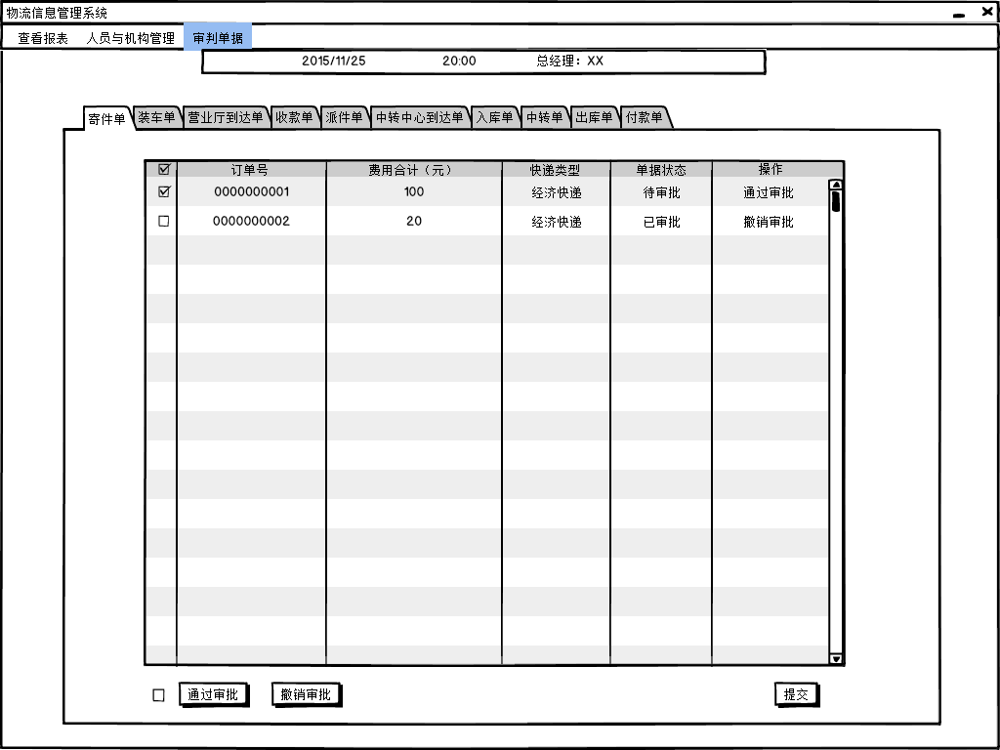 物流信息管理系统
查看报表 人员与机构管理 审判单据
2015/11/25 20:00 总经理：XX
寄件单 装车单 营业厅到达单 收款单 派件单 中转中心到达单 入库单 中转单 出库单 付款单
订单号 费用合计（元） 快递类型 单据状态 操作
0000000001 100 经济快递 待审批 通过审批
0000000002 20 经济快递 已审批 撤销审批
通过审批 撤销审批 提交